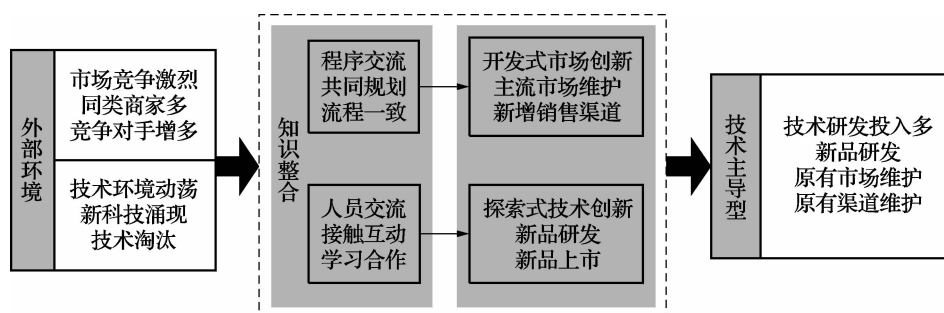 外部环境
市场竞争激烈
同类商家多
竞争对手增多
技术环境动荡
新科技涌现
技术淘汰
知识整合
程序交流
共同规划
流程一致
人员交流
接触互动
学习合作
开发式市场创新
主流市场维护
新增销售渠道
探索式技术创新
新品研发
新品上市
技术主导型
技术研发投入多
新品研发
原有市场维护
原有渠道维护